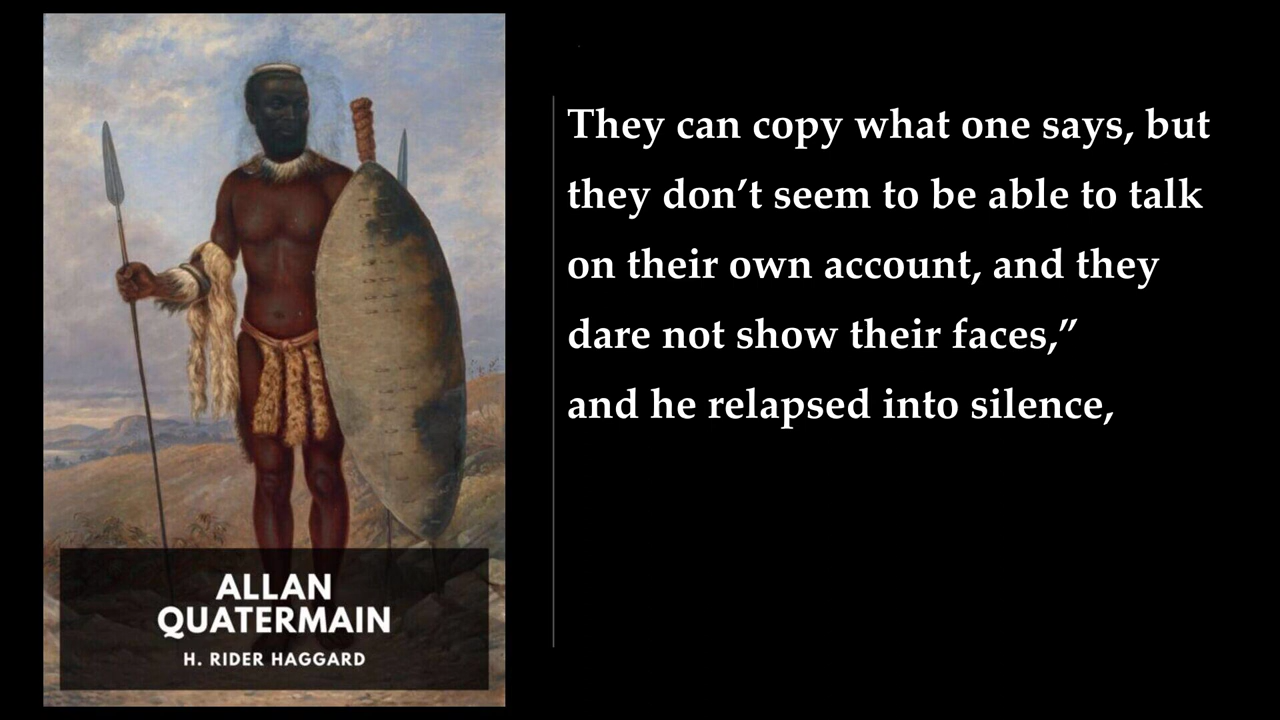 They can copy what one says, but
they don’t seem to be able to talk
on their own account, and they
dare not show their faces,”
and he relapsed into silence,
ALLAN
QUATERMAIN
H. RIDER HAGGARD